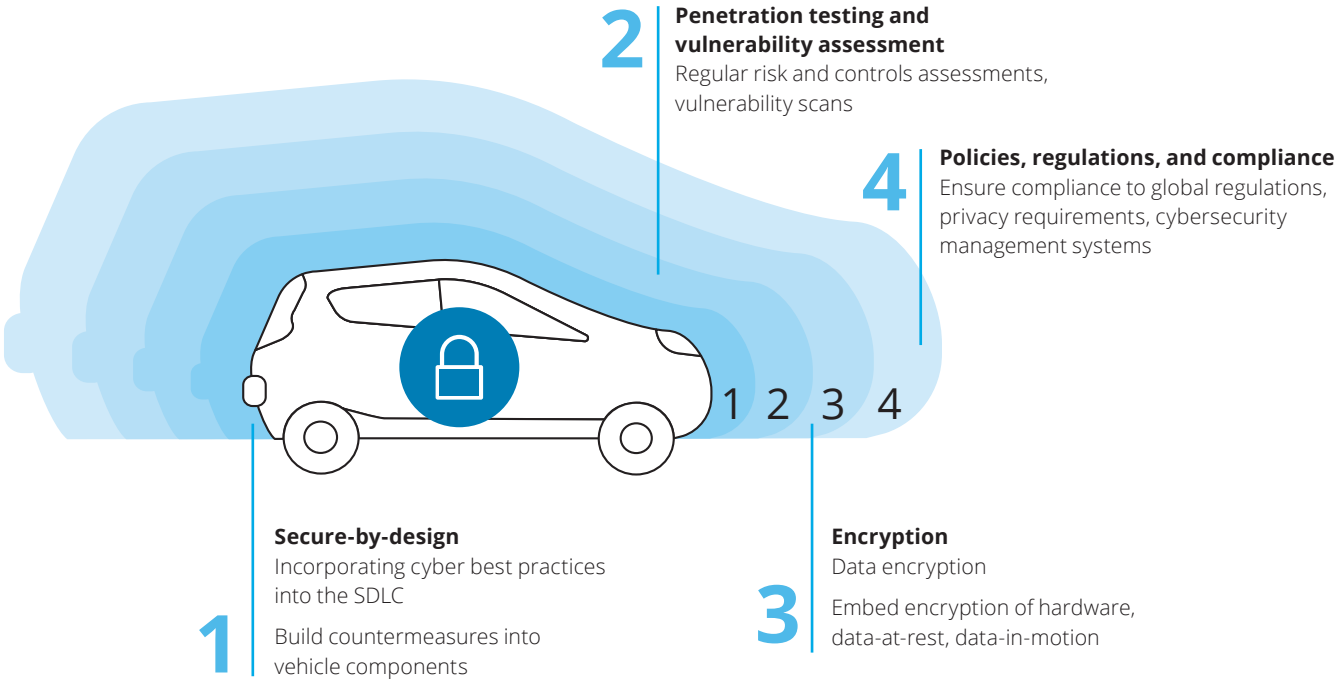 2
Penetration testing and
vulnerability assessment
Regular risk and controls assessments,
vulnerability scans
4
Policies, regulations, and compliance
Ensure compliance to global regulations,
privacy requirements, cybersecurity
management systems
1 2 3 4
1
Secure-by-design
Incorporating cyber best practices
into the SDLC
Build countermeasures into
vehicle components
3
Encryption
Data encryption
Embed encryption of hardware,
data-at-rest, data-in-motion